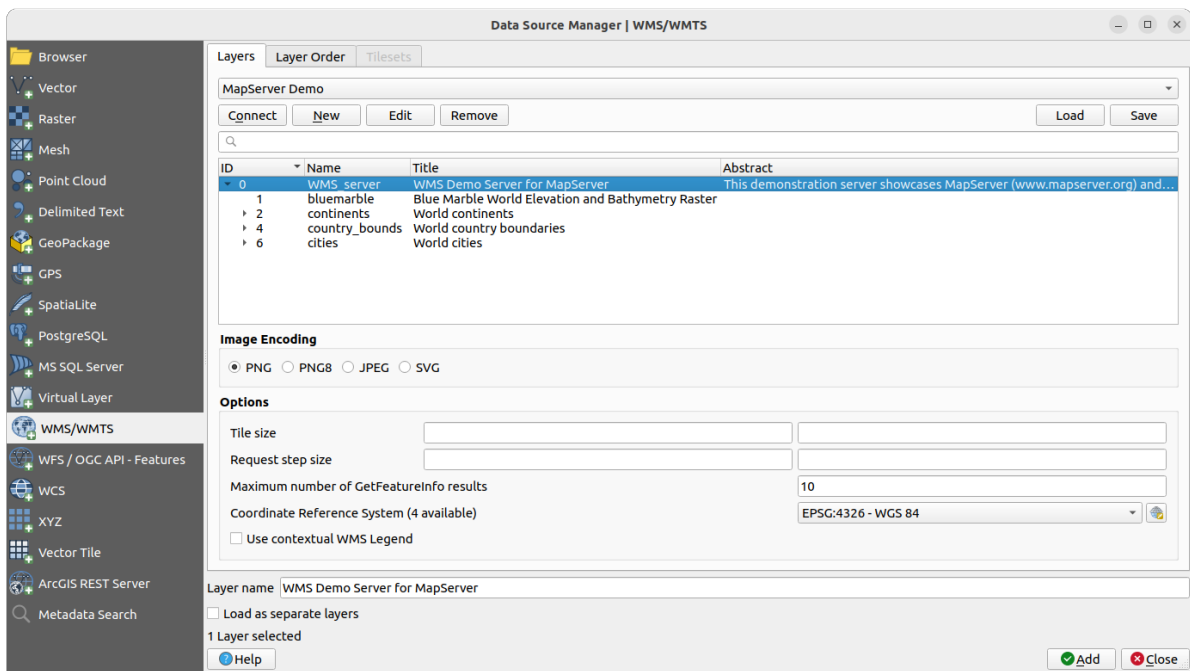 Data Source Manager | WMS/WMTS
Browser
Vector
Raster
Mesh
Point Cloud
Delimited Text
GeoPackage
GPS
SpatiaLite
PostgreSQL
MS SQL Server
Virtual Layer
WMS/WMTS
WFS / OGC API - Features
WCS
XYZ
Vector Tile
ArcGIS REST Server
Metadata Search
Layers Layer Order Tilesets
MapServer Demo
Connect New Edit Remove Load Save
ID Name Title Abstract
0 WMS_server WMS Demo Server for MapServer This demonstration server showcases MapServer (www.mapserver.org) and...
1 bluemarble Blue Marble World Elevation and Bathymetry Raster
2 continents World continents
4 country_bounds World country boundaries
6 cities World cities
Image Encoding
PNG PNG8 JPEG SVG
Options
Tile size
Request step size
Maximum number of GetFeatureInfo results 10
Coordinate Reference System (4 available) EPSG:4326 - WGS 84
Use contextual WMS Legend
Layer name WMS Demo Server for MapServer
Load as separate layers
1 Layer selected
Help Add Close